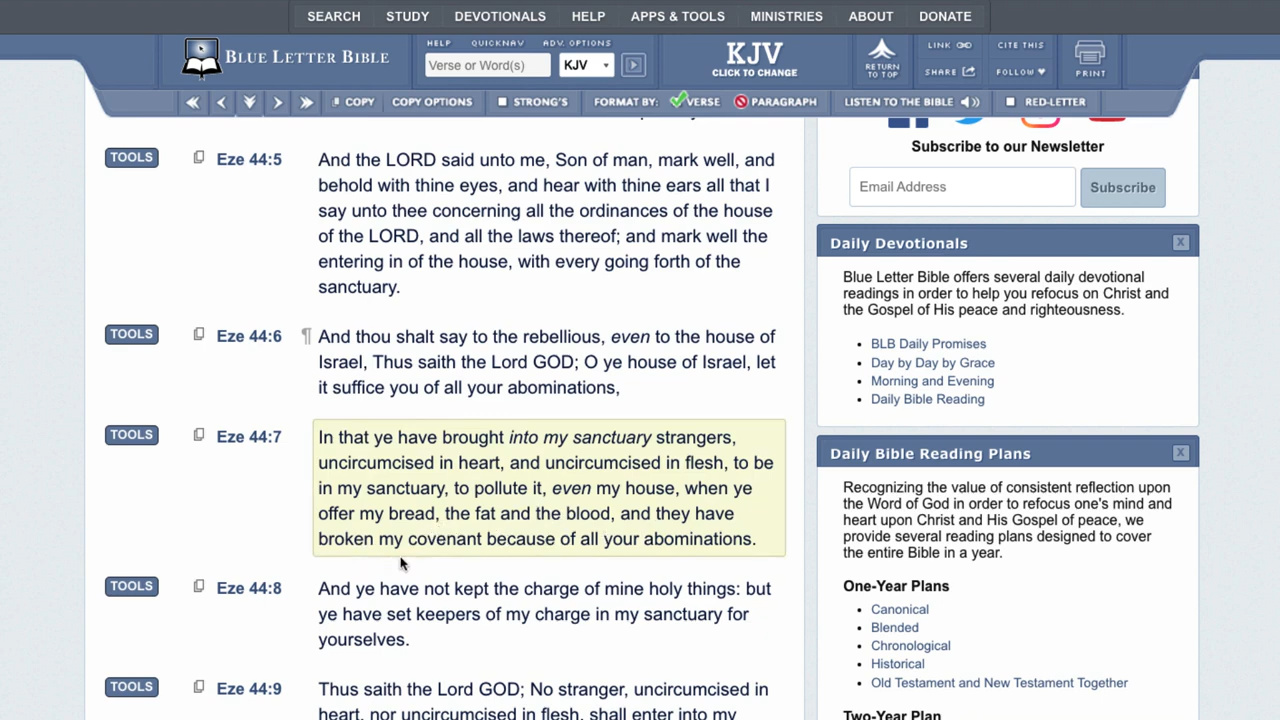 SEARCH STUDY DEVOTIONALS HELP APPS & TOOLS MINISTRIES ABOUT DONATE
BLUE LETTER BIBLE
HELP QUICKNAV ADV. OPTIONS
Verse or Word(s) KJV
KJV
CLICK TO CHANGE
RETURN
TO TOP
LINK CITE THIS
SHARE FOLLOW
PRINT
COPY COPY OPTIONS STRONG'S FORMAT BY: VERSE PARAGRAPH LISTEN TO THE BIBLE RED-LETTER
TOOLS Eze 44:5 And the LORD said unto me, Son of man, mark well, and
behold with thine eyes, and hear with thine ears all that I
say unto thee concerning all the ordinances of the house
of the LORD, and all the laws thereof; and mark well the
entering in of the house, with every going forth of the
sanctuary.
TOOLS Eze 44:6 ¶ And thou shalt say to the rebellious, even to the house of
Israel, Thus saith the Lord GOD; O ye house of Israel, let
it suffice you of all your abominations,
TOOLS Eze 44:7 In that ye have brought into my sanctuary strangers,
uncircumcised in heart, and uncircumcised in flesh, to be
in my sanctuary, to pollute it, even my house, when ye
offer my bread, the fat and the blood, and they have
broken my covenant because of all your abominations.
TOOLS Eze 44:8 And ye have not kept the charge of mine holy things: but
ye have set keepers of my charge in my sanctuary for
yourselves.
TOOLS Eze 44:9 Thus saith the Lord GOD; No stranger, uncircumcised in
heart, nor uncircumcised in flesh, shall enter into my
Subscribe to our Newsletter
Email Address Subscribe
Daily Devotionals X
Blue Letter Bible offers several daily devotional
readings in order to help you refocus on Christ and
the Gospel of His peace and righteousness.
• BLB Daily Promises
• Day by Day by Grace
• Morning and Evening
• Daily Bible Reading
Daily Bible Reading Plans X
Recognizing the value of consistent reflection upon
the Word of God in order to refocus one's mind and
heart upon Christ and His Gospel of peace, we
provide several reading plans designed to cover
the entire Bible in a year.
One-Year Plans
• Canonical
• Blended
• Chronological
• Historical
• Old Testament and New Testament Together
Two-Year Plan